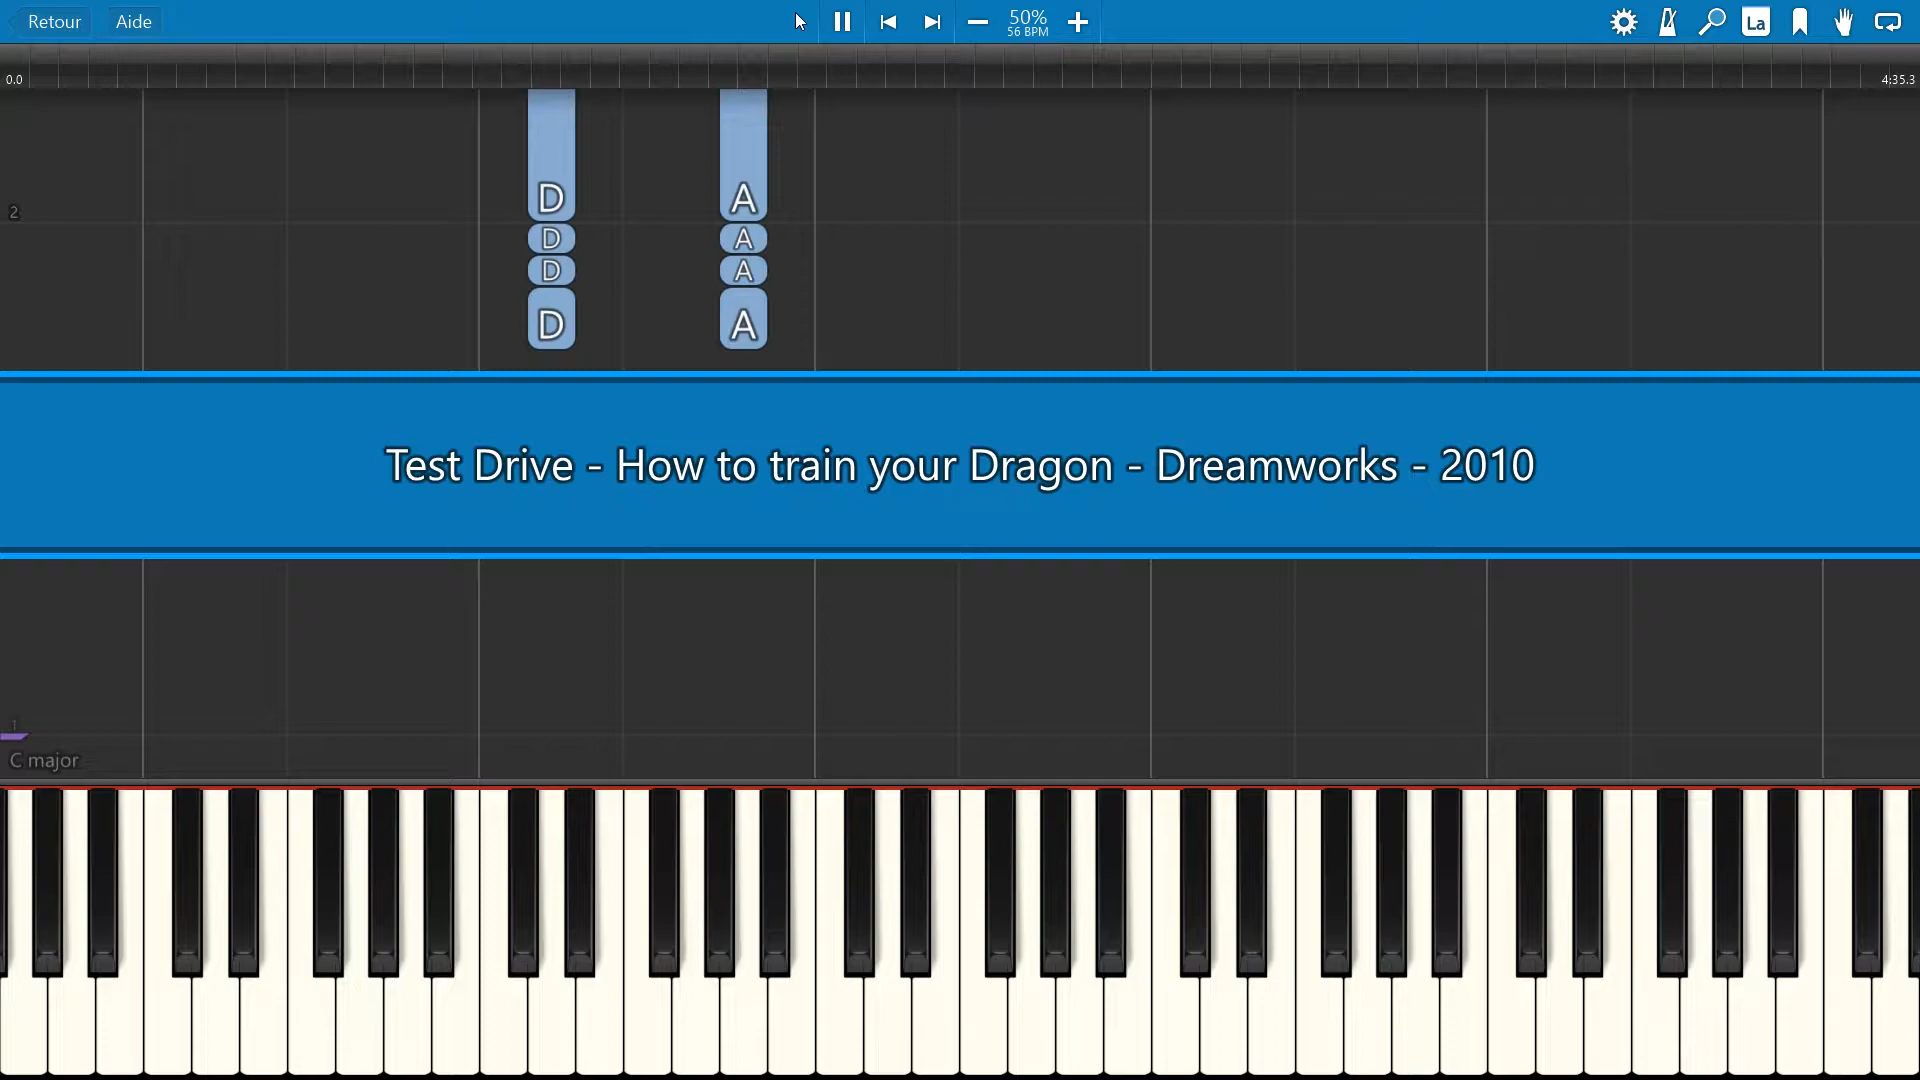 Retour Aide 50% La
56 BPM
0.0 4:35.3
D A
2
D A
D A
D A
Test Drive - How to train your Dragon - Dreamworks - 2010
1
C major